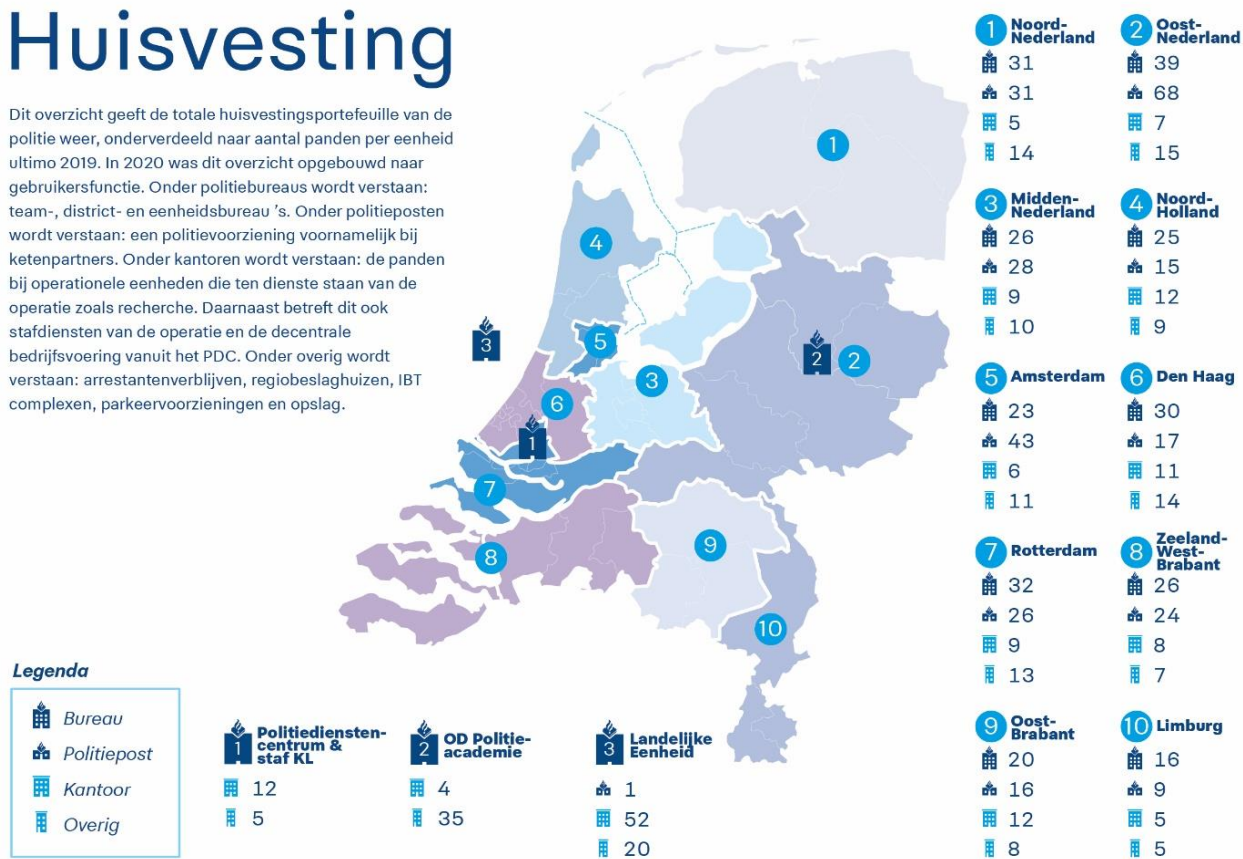 Huisvesting
Dit overzicht geeft de totale huisvestingsportefeuille van de
politie weer, onderverdeeld naar aantal panden per eenheid
ultimo 2019. In 2020 was dit overzicht opgebouwd naar
gebruikersfunctie. Onder politiebureaus wordt verstaan:
team-, district- en eenheidsbureau 's. Onder politieposten
wordt verstaan: een politievoorziening voornamelijk bij
ketenpartners. Onder kantoren wordt verstaan: de panden
bij operationele eenheden die ten dienste staan van de
operatie zoals recherche. Daarnaast betreft dit ook
stafdiensten van de operatie en de decentrale
bedrijfsvoering vanuit het PDC. Onder overig wordt
verstaan: arrestantenverblijven, regiobeslaghuizen, IBT
complexen, parkeervoorzieningen en opslag.
1
4
3
5
2
2
3
6
1
7
9
8
10
Legenda
Bureau
Politiepost
Kantoor
Overig
1
Politiediensten-
centrum &
staf KL
12
5
2
OD Politie-
academie
4
35
3
Landelijke
Eenheid
1
52
20
1
Noord-
Nederland
31
31
5
14
2
Oost-
Nederland
39
68
7
15
3
Midden-
Nederland
26
28
9
10
4
Noord-
Holland
25
15
12
9
5
Amsterdam
23
43
6
11
6
Den Haag
30
17
11
14
7
Rotterdam
32
26
9
13
8
Zeeland-
West-
Brabant
26
24
8
7
9
Oost-
Brabant
20
16
12
8
10
Limburg
16
9
5
5